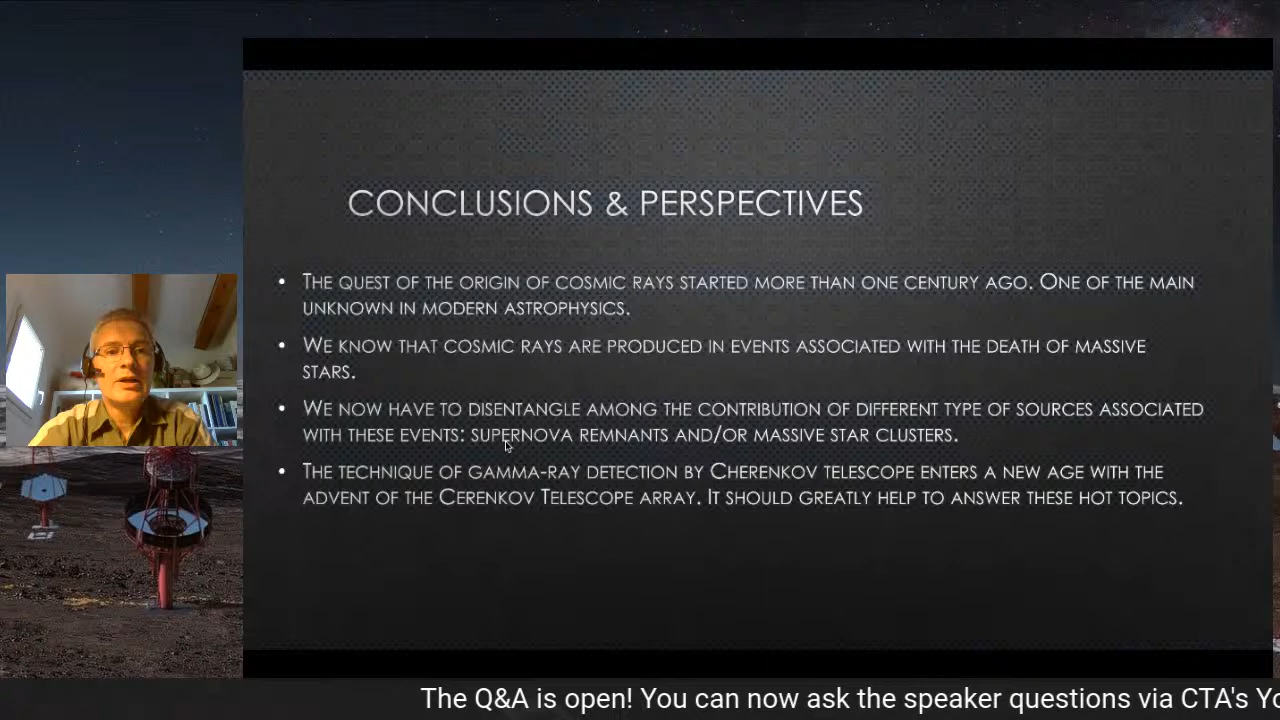 CONCLUSIONS & PERSPECTIVES
• THE QUEST OF THE ORIGIN OF COSMIC RAYS STARTED MORE THAN ONE CENTURY AGO. ONE OF THE MAIN
UNKNOWN IN MODERN ASTROPHYSICS.
• WE KNOW THAT COSMIC RAYS ARE PRODUCED IN EVENTS ASSOCIATED WITH THE DEATH OF MASSIVE
STARS.
• WE NOW HAVE TO DISENTANGLE AMONG THE CONTRIBUTION OF DIFFERENT TYPE OF SOURCES ASSOCIATED
WITH THESE EVENTS: SUPERNOVA REMNANTS AND/OR MASSIVE STAR CLUSTERS.
• THE TECHNIQUE OF GAMMA-RAY DETECTION BY CHERENKOV TELESCOPE ENTERS A NEW AGE WITH THE
ADVENT OF THE CERENKOV TELESCOPE ARRAY. IT SHOULD GREATLY HELP TO ANSWER THESE HOT TOPICS.
The Q&A is open! You can now ask the speaker questions via CTA's Yo